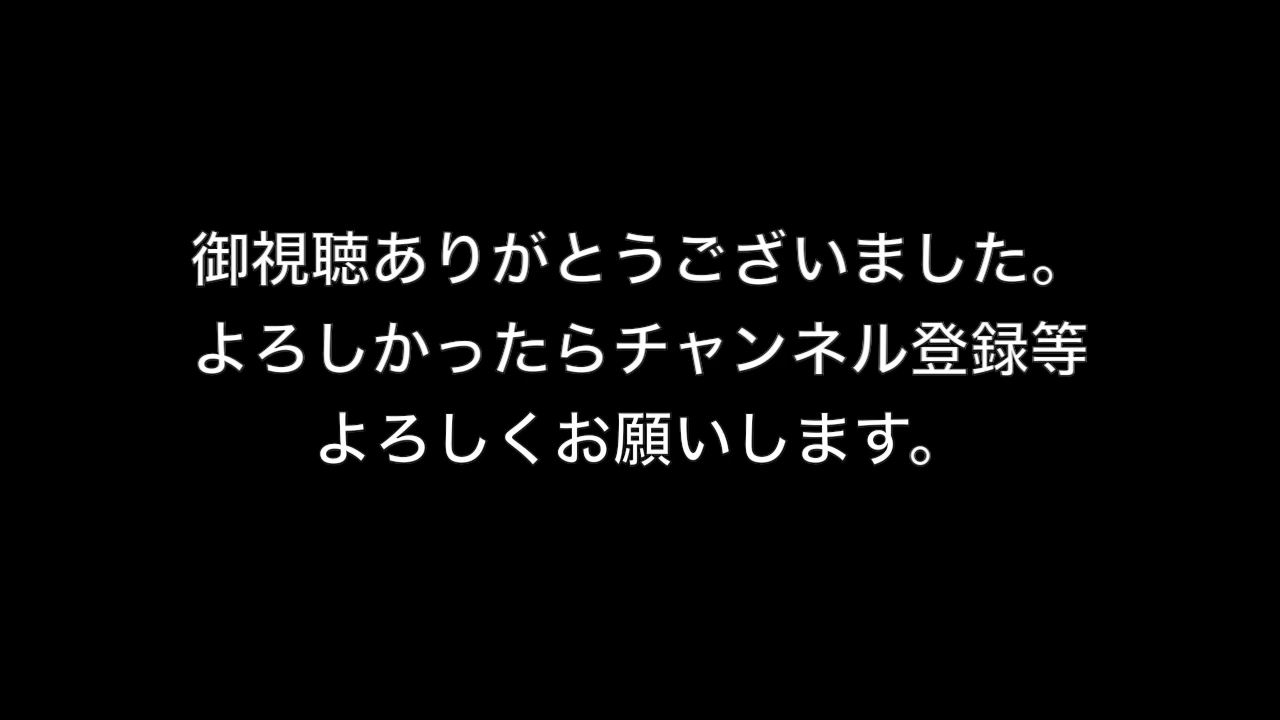 御視聴ありがとうございました。
よろしかったらチャンネル登録等
よろしくお願いします。